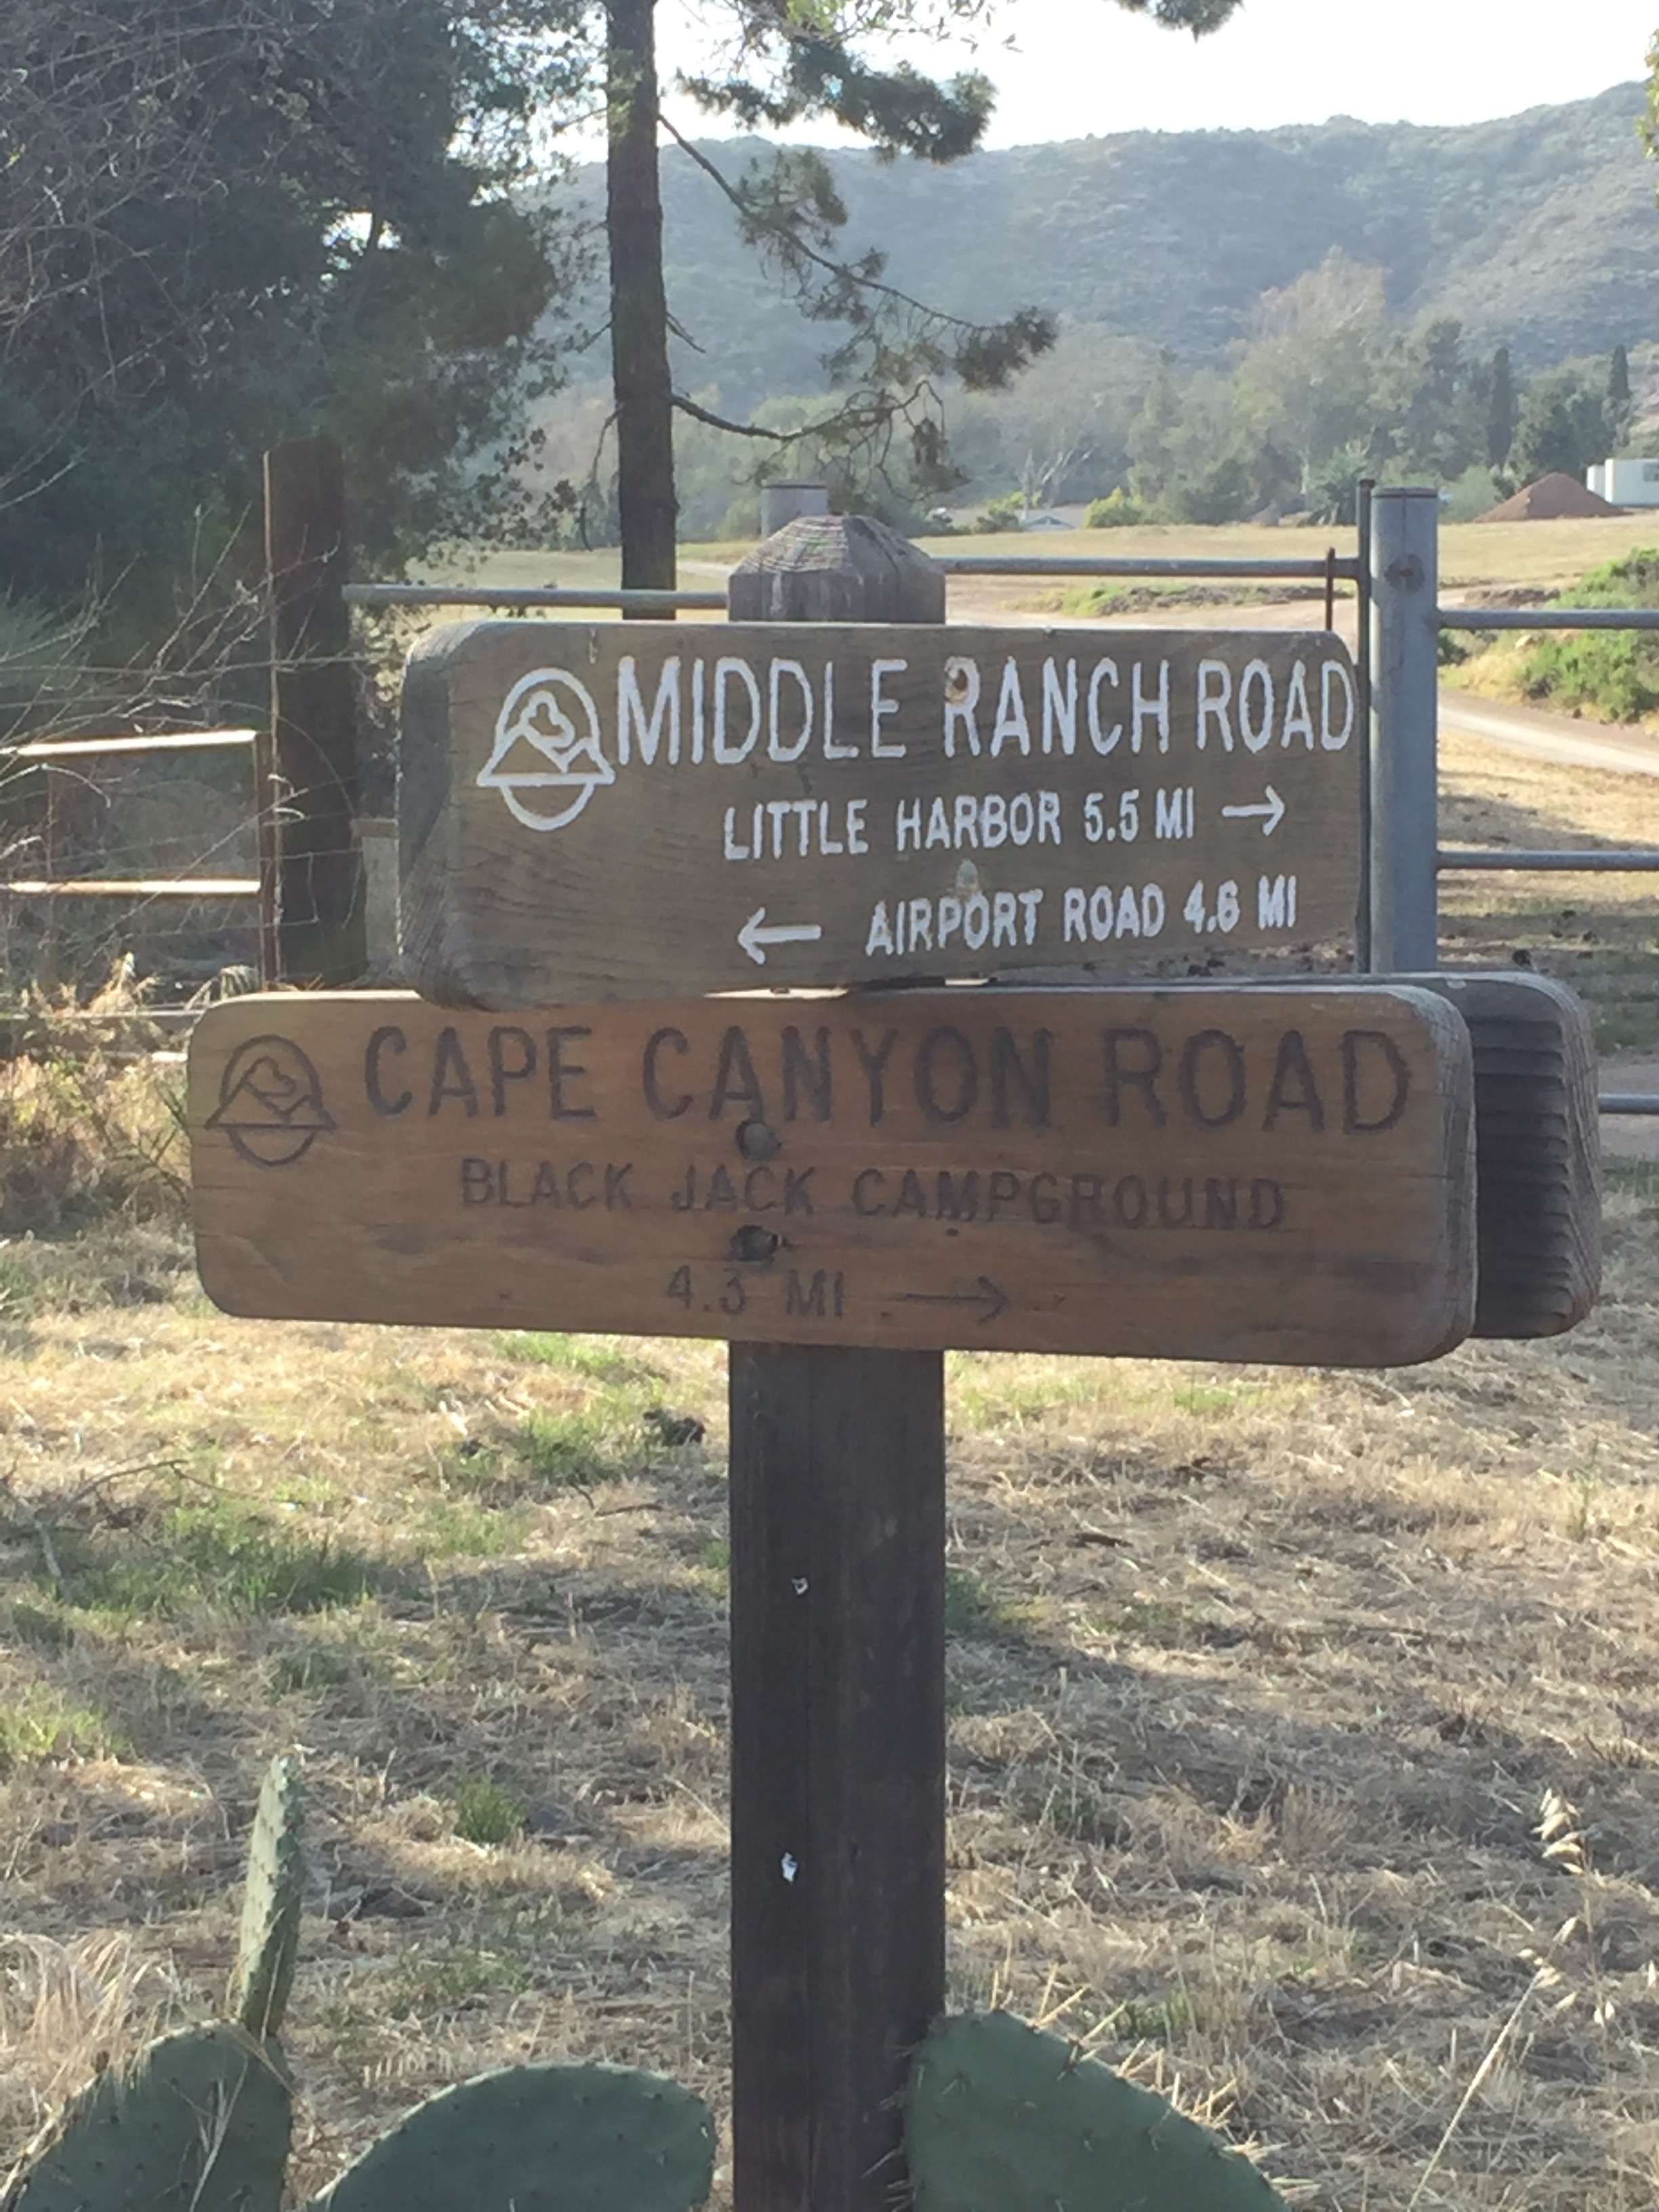 MIDDLE RANCH ROAD
LITTLE HARBOR 5.5 MI →
← AIRPORT ROAD 4.6 MI
CAPE CANYON ROAD
BLACK JACK CAMPGROUND
4.3 MI →